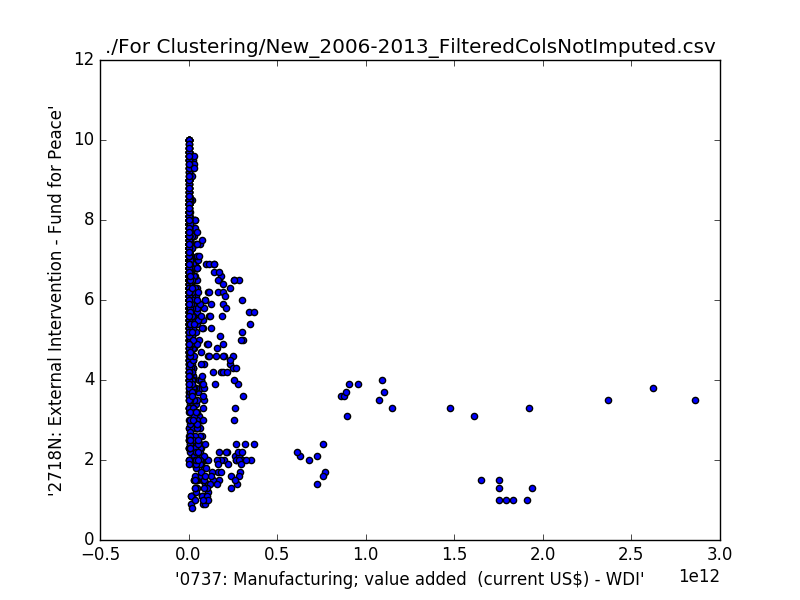 ./For Clustering/New_2006-2013_FilteredColsNotImputed.csv
12
10
8
6
4
2
0
'2718N: External Intervention - Fund for Peace'
−0.5 0.0 0.5 1.0 1.5 2.0 2.5 3.0
1e12
'0737: Manufacturing; value added  (current US$) - WDI'